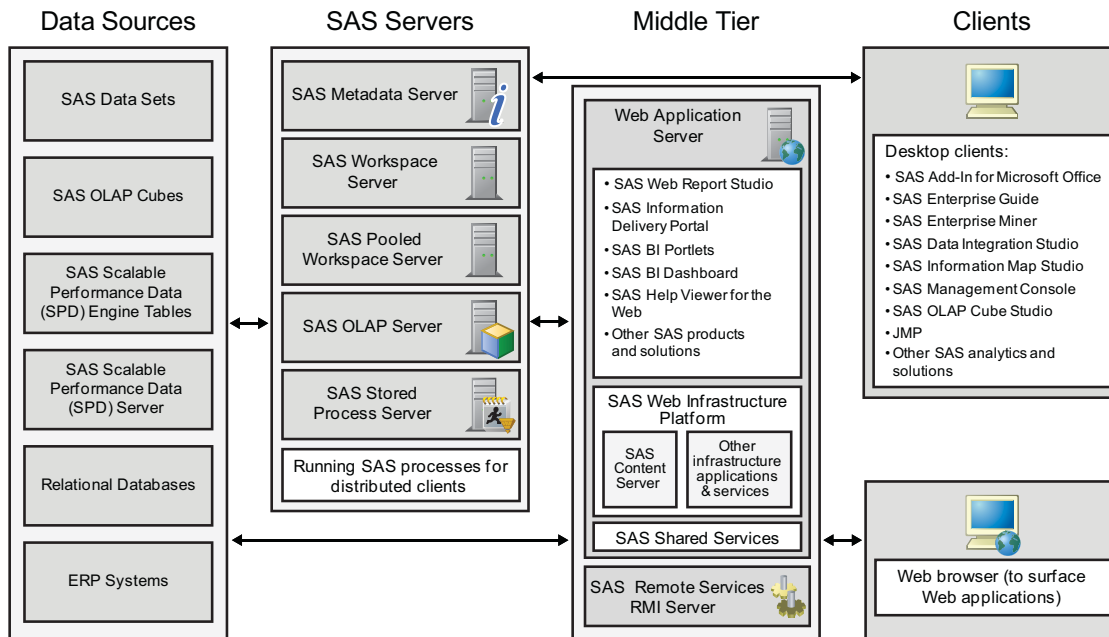 Data Sources
SAS Servers
Middle Tier
Clients
SAS Data Sets
SAS OLAP Cubes
SAS Scalable
Performance Data
(SPD) Engine Tables
SAS Scalable
Performance Data
(SPD) Server
Relational Databases
ERP Systems
SAS Metadata Server
SAS Workspace
Server
SAS Pooled
Workspace Server
SAS OLAP Server
SAS Stored
Process Server
Running SAS processes for
distributed clients
Web Application
Server
• SAS Web Report Studio
• SAS Information
Delivery Portal
• SAS BI Portlets
• SAS BI Dashboard
• SAS Help Viewer for the
Web
• Other SAS products
and solutions
SAS Web Infrastructure
Platform
SAS
Content
Server
Other
infrastructure
applications
& services
SAS Shared Services
SAS Remote Services
RMI Server
Desktop clients:
• SAS Add-In for Microsoft Office
• SAS Enterprise Guide
• SAS Enterprise Miner
• SAS Data Integration Studio
• SAS Information Map Studio
• SAS Management Console
• SAS OLAP Cube Studio
• JMP
• Other SAS analytics and
solutions
Web browser (to surface
Web applications)